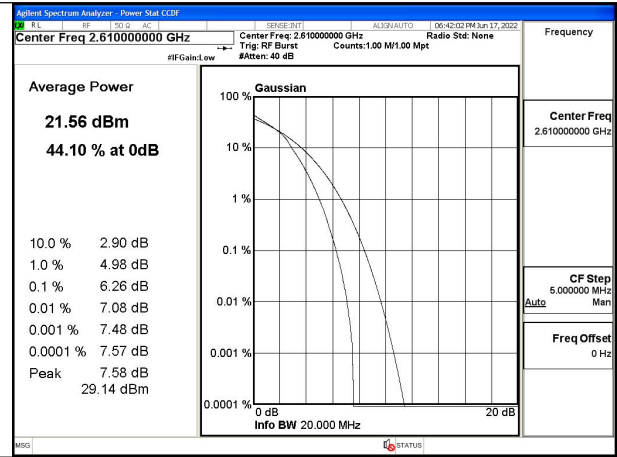 Agilent Spectrum Analyzer - Power Stat CCDF
RL RF 50 Ω AC SENSE:INT ALIGN AUTO 06:42:02 PM Jun 17, 2022
Center Freq 2.610000000 GHz
Center Freq: 2.610000000 GHz Radio Std: None
Trig: RF Burst Counts:1.00 M/1.00 Mpt
#IFGain:Low #Atten: 40 dB
Frequency
Average Power
21.56 dBm
44.10 % at 0dB
10.0 % 2.90 dB
1.0 % 4.98 dB
0.1 % 6.26 dB
0.01 % 7.08 dB
0.001 % 7.48 dB
0.0001 % 7.57 dB
Peak 7.58 dB
29.14 dBm
Gaussian
100 %
10 %
1 %
0.1 %
0.01 %
0.001 %
0.0001 %
0 dB 20 dB
Info BW 20.000 MHz
Center Freq
2.610000000 GHz
CF Step
5.000000 MHz
Auto Man
Freq Offset
0 Hz
MSG STATUS